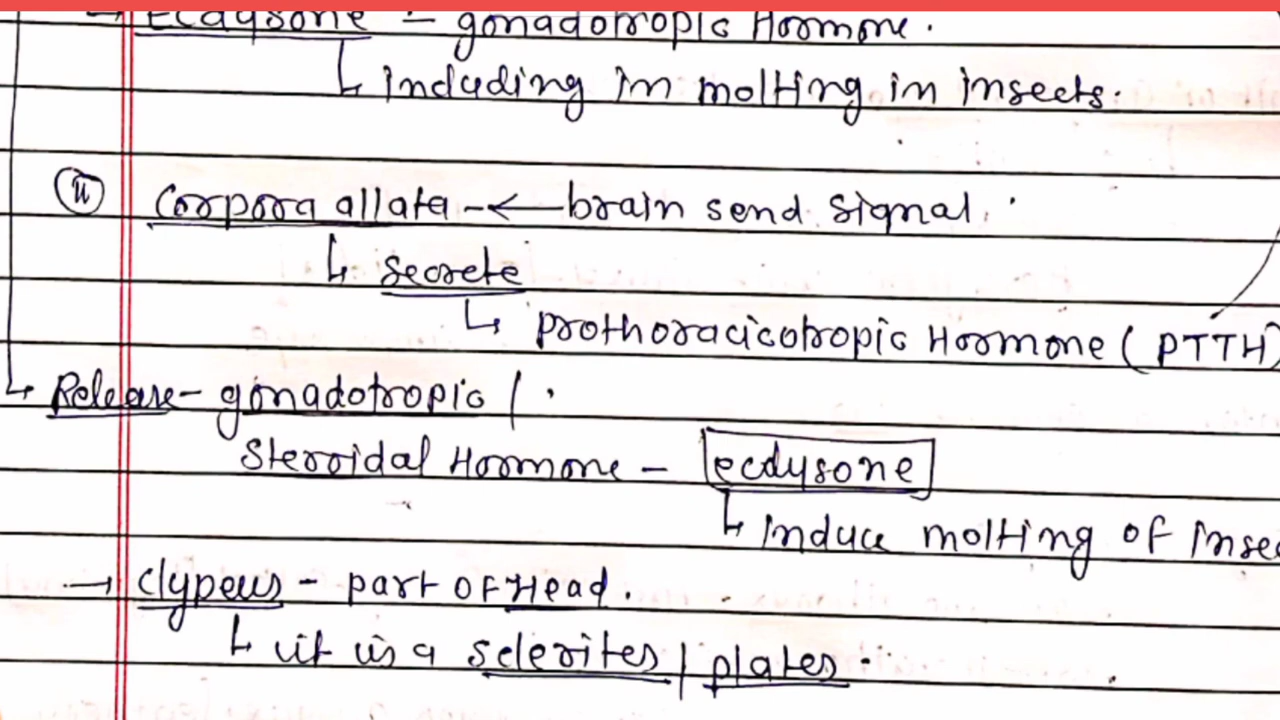 → Ecdysone - gonadotropic Hormone.
↳ including in molting in insects.
(ii) Corpora allata ← brain send signal.
↳ secrete
↳ prothoracicotropic Hormone (PTTH)
↳ Release - gonadotropic /
Steroidal Hormone - ecdysone
↳ induce molting of inse
→ clypeus - part of Head.
↳ it is a sclerites / plates.